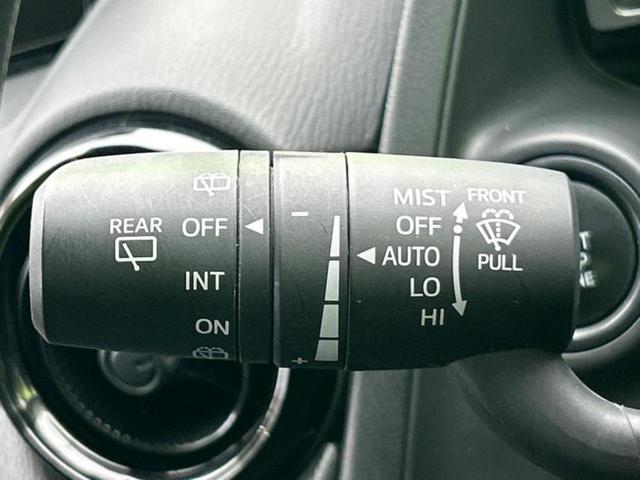 REAR
OFF
INT
ON
−
+
MIST
OFF
AUTO
LO
HI
FRONT
PULL